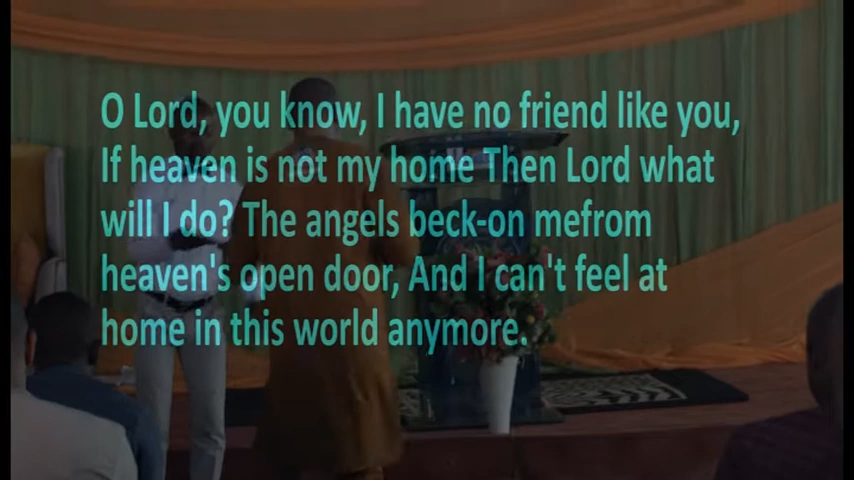 O Lord, you know, I have no friend like you,
If heaven is not my home Then Lord what
will I do? The angels beck-on mefrom
heaven's open door, And I can't feel at
home in this world anymore.